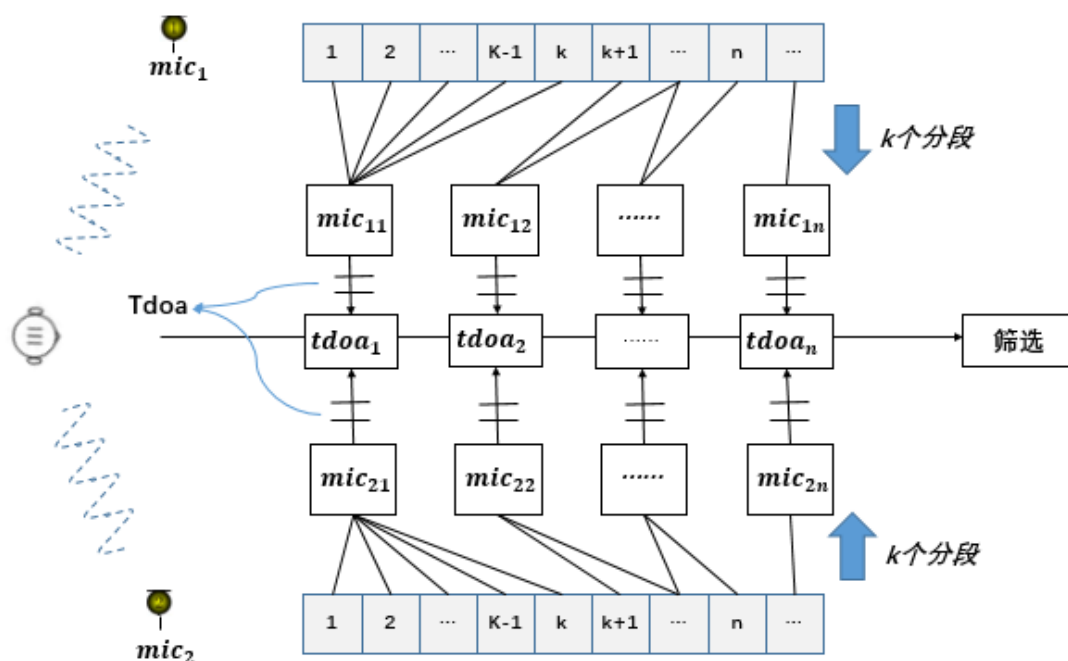 mic₁
1 2 … K-1 k k+1 … n …
k个分段
mic₁₁ mic₁₂ …… mic₁ₙ
Tdoa
tdoa₁ tdoa₂ …… tdoaₙ 筛选
mic₂₁ mic₂₂ …… mic₂ₙ
k个分段
1 2 … K-1 k k+1 … n …
mic₂